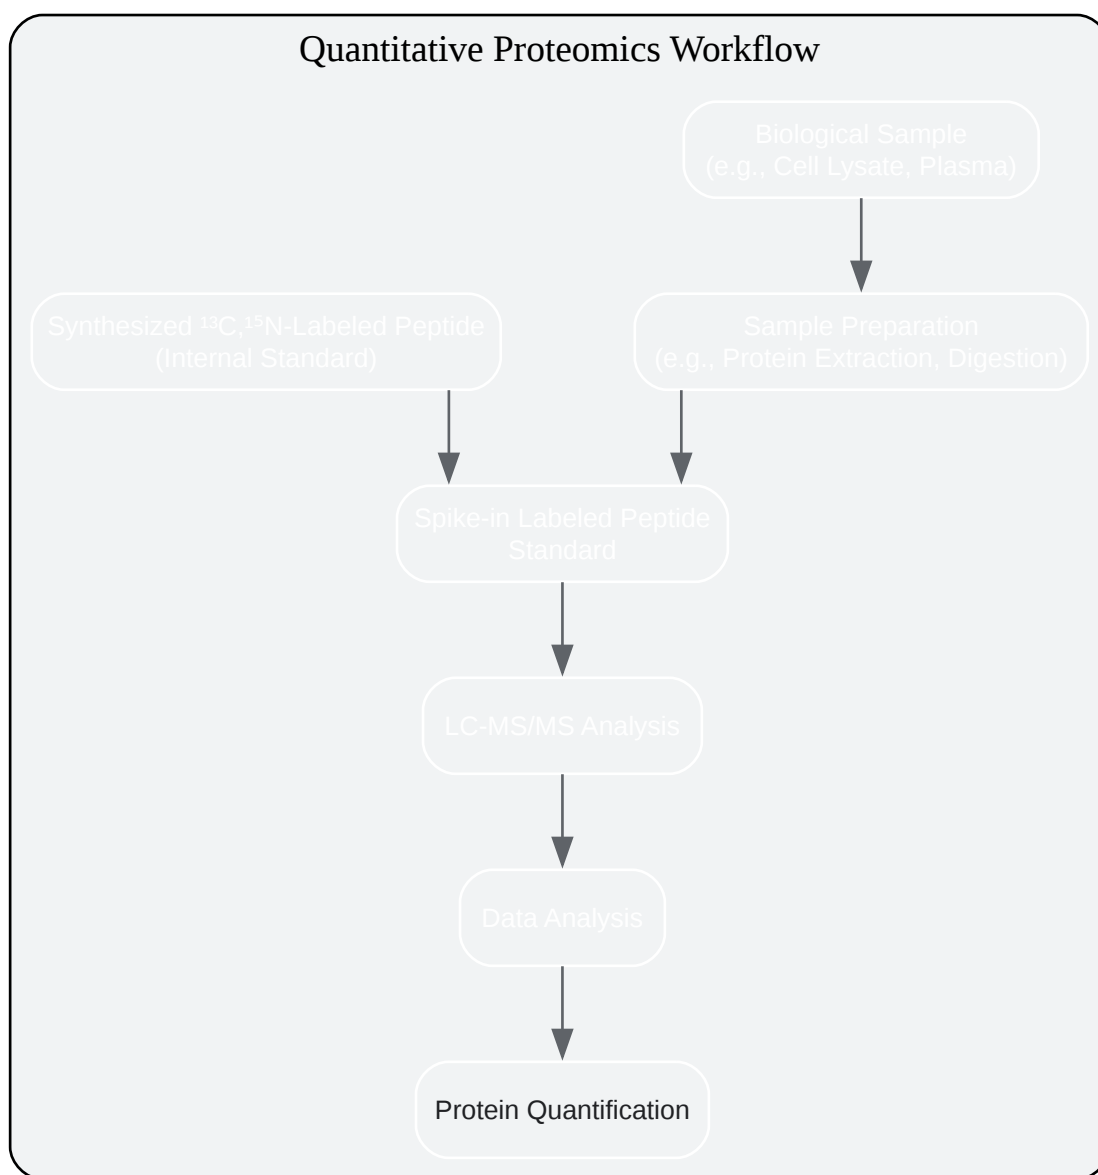 Quantitative Proteomics Workflow
Biological Sample
(e.g., Cell Lysate, Plasma)
Synthesized ¹³C,¹⁵N-Labeled Peptide
(Internal Standard)
Sample Preparation
(e.g., Protein Extraction, Digestion)
Spike-in Labeled Peptide
Standard
LC-MS/MS Analysis
Data Analysis
Protein Quantification